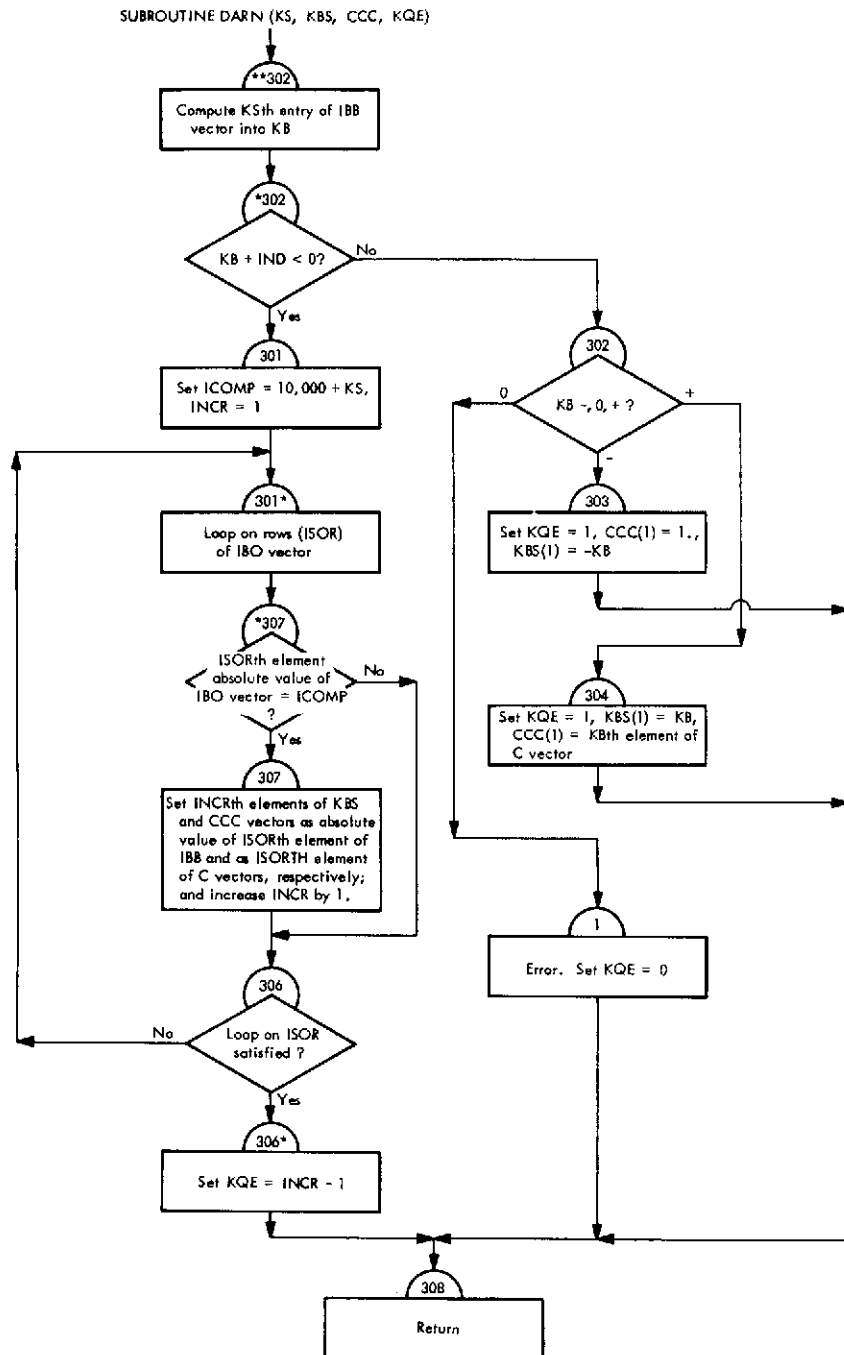 SUBROUTINE DARN (KS, KBS, CCC, KQE)
**302
Compute KSth entry of IBB
vector into KB
*302
KB + IND < 0?
No
Yes
301
Set ICOMP = 10,000 + KS,
INCR = 1
302
0
KB -, 0, + ?
+
-
301*
Loop on rows (ISOR)
of IBO vector
303
Set KQE = 1, CCC(1) = 1.,
KBS(1) = -KB
*307
ISORth element
absolute value of
IBO vector = ICOMP
?
No
Yes
304
Set KQE = 1, KBS(1) = KB,
CCC(1) = KBth element of
C vector
307
Set INCRth elements of KBS
and CCC vectors as absolute
value of ISORth element of
IBB and as ISORTH element
of C vectors, respectively;
and increase INCR by 1.
1
Error. Set KQE = 0
306
Loop on ISOR
satisfied ?
No
Yes
306*
Set KQE = INCR - 1
308
Return